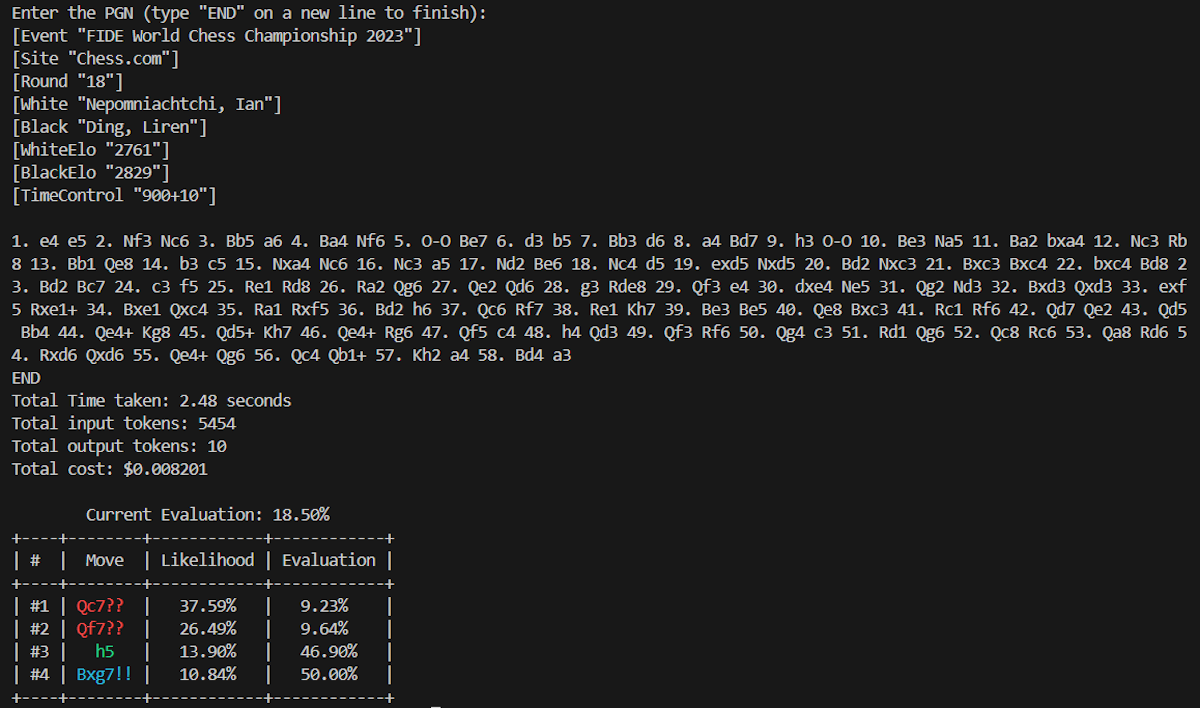 Enter the PGN (type "END" on a new line to finish):
[Event "FIDE World Chess Championship 2023"]
[Site "Chess.com"]
[Round "18"]
[White "Nepomniachtchi, Ian"]
[Black "Ding, Liren"]
[WhiteElo "2761"]
[BlackElo "2829"]
[TimeControl "900+10"]
1. e4 e5 2. Nf3 Nc6 3. Bb5 a6 4. Ba4 Nf6 5. O-O Be7 6. d3 b5 7. Bb3 d6 8. a4 Bd7 9. h3 O-O 10. Be3 Na5 11. Ba2 bxa4 12. Nc3 Rb
8 13. Bb1 Qe8 14. b3 c5 15. Nxa4 Nc6 16. Nc3 a5 17. Nd2 Be6 18. Nc4 d5 19. exd5 Nxd5 20. Bd2 Nxc3 21. Bxc3 Bxc4 22. bxc4 Bd8 2
3. Bd2 Bc7 24. c3 f5 25. Re1 Rd8 26. Ra2 Qg6 27. Qe2 Qd6 28. g3 Rde8 29. Qf3 e4 30. dxe4 Ne5 31. Qg2 Nd3 32. Bxd3 Qxd3 33. exf
5 Rxe1+ 34. Bxe1 Qxc4 35. Ra1 Rxf5 36. Bd2 h6 37. Qc6 Rf7 38. Re1 Kh7 39. Be3 Be5 40. Qe8 Bxc3 41. Rc1 Rf6 42. Qd7 Qe2 43. Qd5
Bb4 44. Qe4+ Kg8 45. Qd5+ Kh7 46. Qe4+ Rg6 47. Qf5 c4 48. h4 Qd3 49. Qf3 Rf6 50. Qg4 c3 51. Rd1 Qg6 52. Qc8 Rc6 53. Qa8 Rd6 5
4. Rxd6 Qxd6 55. Qe4+ Qg6 56. Qc4 Qb1+ 57. Kh2 a4 58. Bd4 a3
END
Total Time taken: 2.48 seconds
Total input tokens: 5454
Total output tokens: 10
Total cost: $0.008201
Current Evaluation: 18.50%
+----+--------+------------+------------+
| # | Move | Likelihood | Evaluation |
+----+--------+------------+------------+
| #1 | Qc7?? | 37.59% | 9.23% |
| #2 | Qf7?? | 26.49% | 9.64% |
| #3 | h5 | 13.90% | 46.90% |
| #4 | Bxg7!! | 10.84% | 50.00% |
+----+--------+------------+------------+